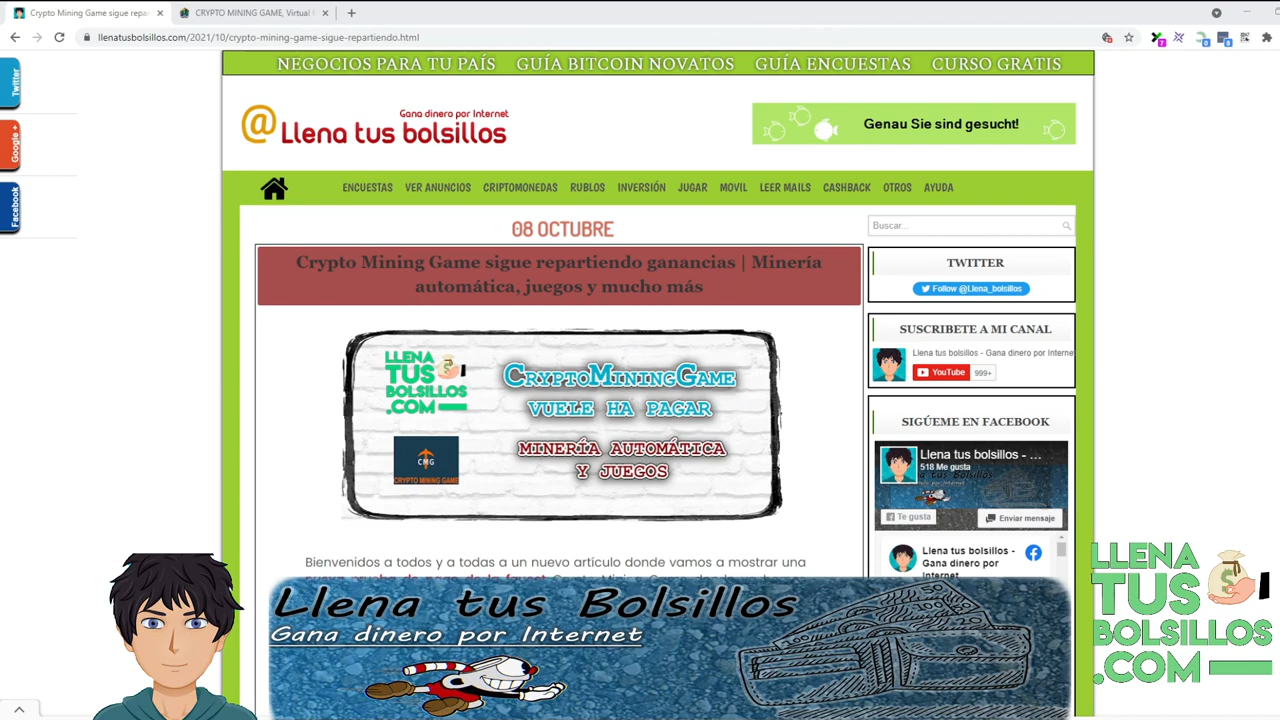 Crypto Mining Game sigue repa
CRYPTO MINING GAME, Virtual
llenatusbolsillos.com/2021/10/crypto-mining-game-sigue-repartiendo.html
7
0
8
Twitter
Google +
Facebook
NEGOCIOS PARA TU PAÍS GUÍA BITCOIN NOVATOS GUÍA ENCUESTAS CURSO GRATIS
Gana dinero por Internet
@Llena tus bolsillos
Genau Sie sind gesucht!
ENCUESTAS VER ANUNCIOS CRIPTOMONEDAS RUBLOS INVERSIÓN JUGAR MOVIL LEER MAILS CASHBACK OTROS AYUDA
08 OCTUBRE
Crypto Mining Game sigue repartiendo ganancias | Minería
automática, juegos y mucho más
LLENA
TUS
BOLSILLOS
.COM
CMG
CRYPTO MINING GAME
CryptoMiningGame
VUELE HA PAGAR
MINERÍA AUTOMÁTICA
Y JUEGOS
Bienvenidos a todos y a todas a un nuevo artículo donde vamos a mostrar una
Buscar...
TWITTER
Follow @Llena_bolsillos
SUSCRIBETE A MI CANAL
Llena tus bolsillos - Gana dinero por Interne
YouTube 999+
SIGÚEME EN FACEBOOK
Llena tus bolsillos - ...
518 Me gusta
Te gusta
Enviar mensaje
Llena tus bolsillos -
Gana dinero por
Internet
Llena tus Bolsillos
Gana dinero por Internet
LLENA
TUS
BOLSILLOS
.COM